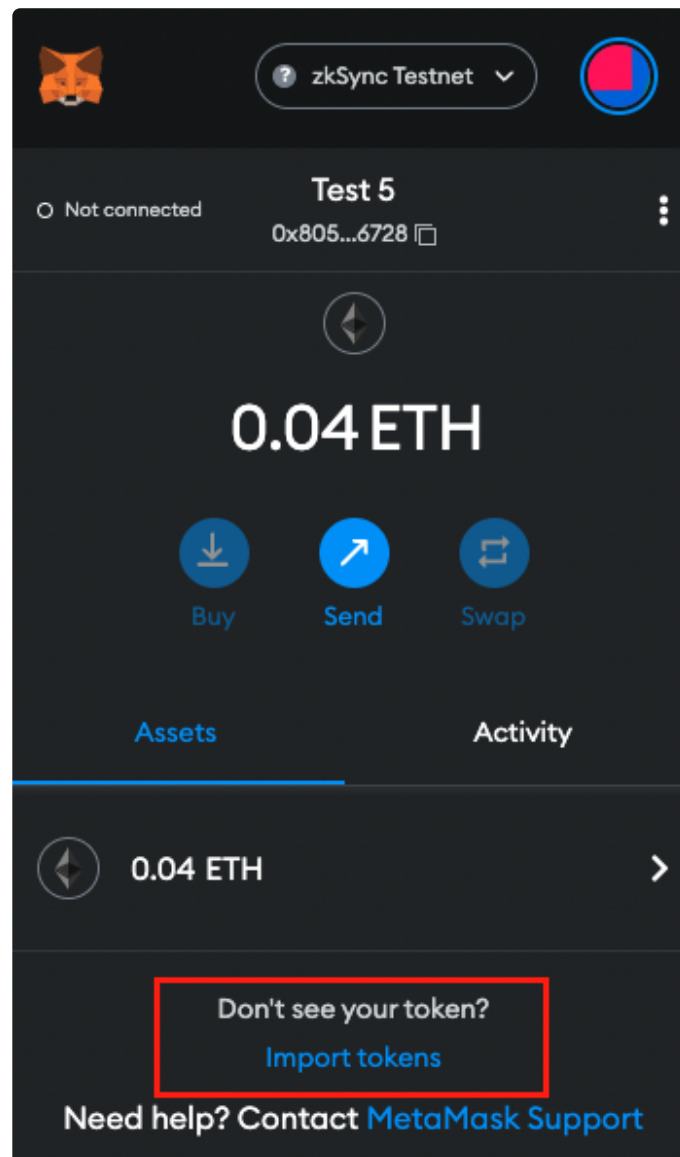 ? zkSync Testnet
Not connected
Test 5
0x805...6728
0.04 ETH
Buy Send Swap
Assets Activity
0.04 ETH
Don't see your token?
Import tokens
Need help? Contact MetaMask Support